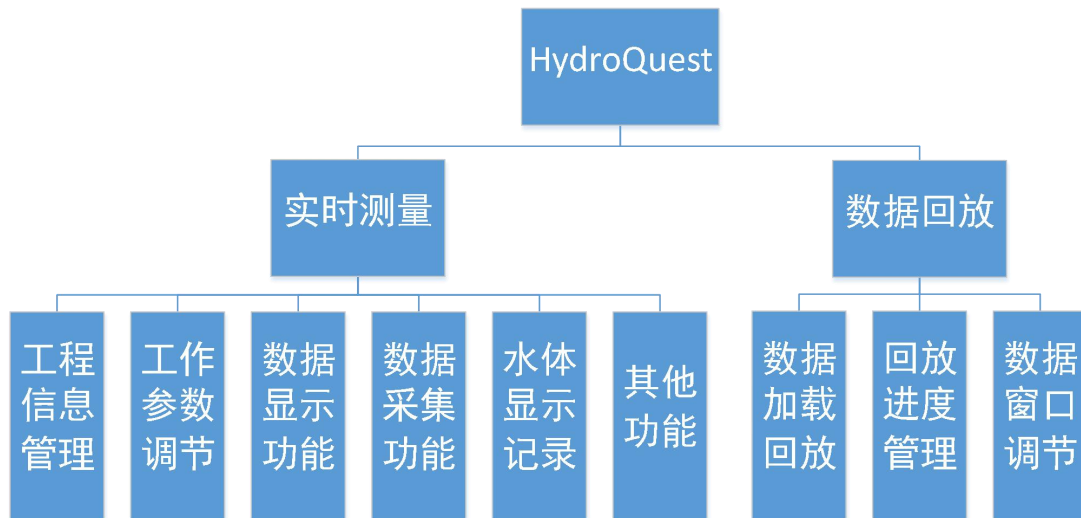 HydroQuest
实时测量
数据回放
工程
信息
管理
工作
参数
调节
数据
显示
功能
数据
采集
功能
水体
显示
记录
其他
功能
数据
加载
回放
回放
进度
管理
数据
窗口
调节